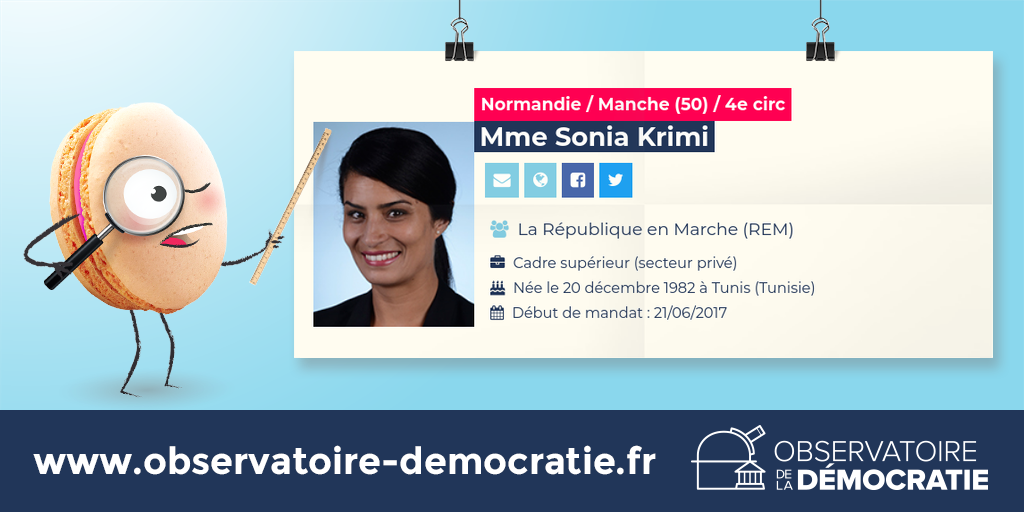 Normandie / Manche (50) / 4e circ
Mme Sonia Krimi
La République en Marche (REM)
Cadre supérieur (secteur privé)
Née le 20 décembre 1982 à Tunis (Tunisie)
Début de mandat : 21/06/2017
www.observatoire-democratie.fr
OBSERVATOIRE
DE LA DÉMOCRATIE